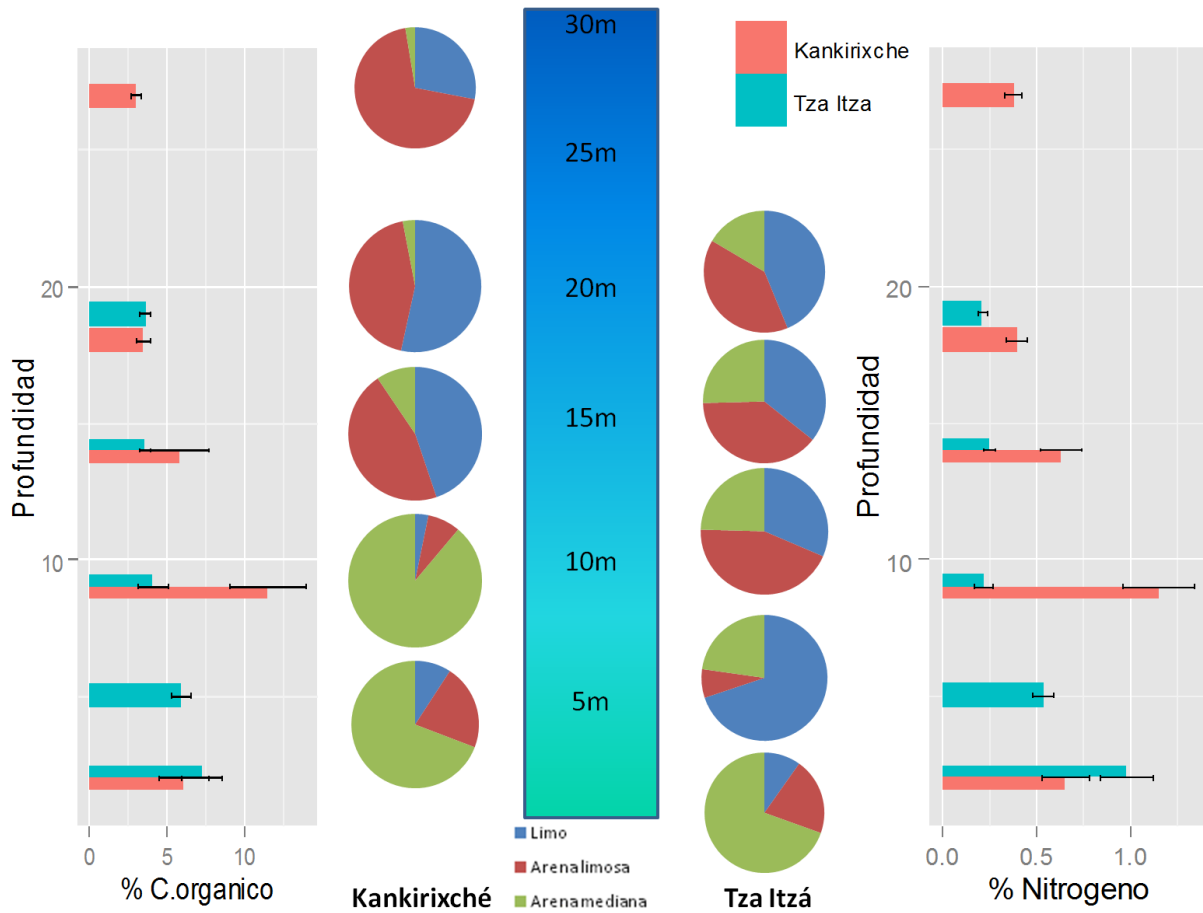 Profundidad
20
10
0
5
10
% C.organico
Kankirixché
30m
25m
20m
15m
10m
5m
Limo
Arenalimosa
Arenamediana
Kankirixche
Tza Itza
Tza Itzá
Profundidad
20
10
0.0
0.5
1.0
% Nitrogeno